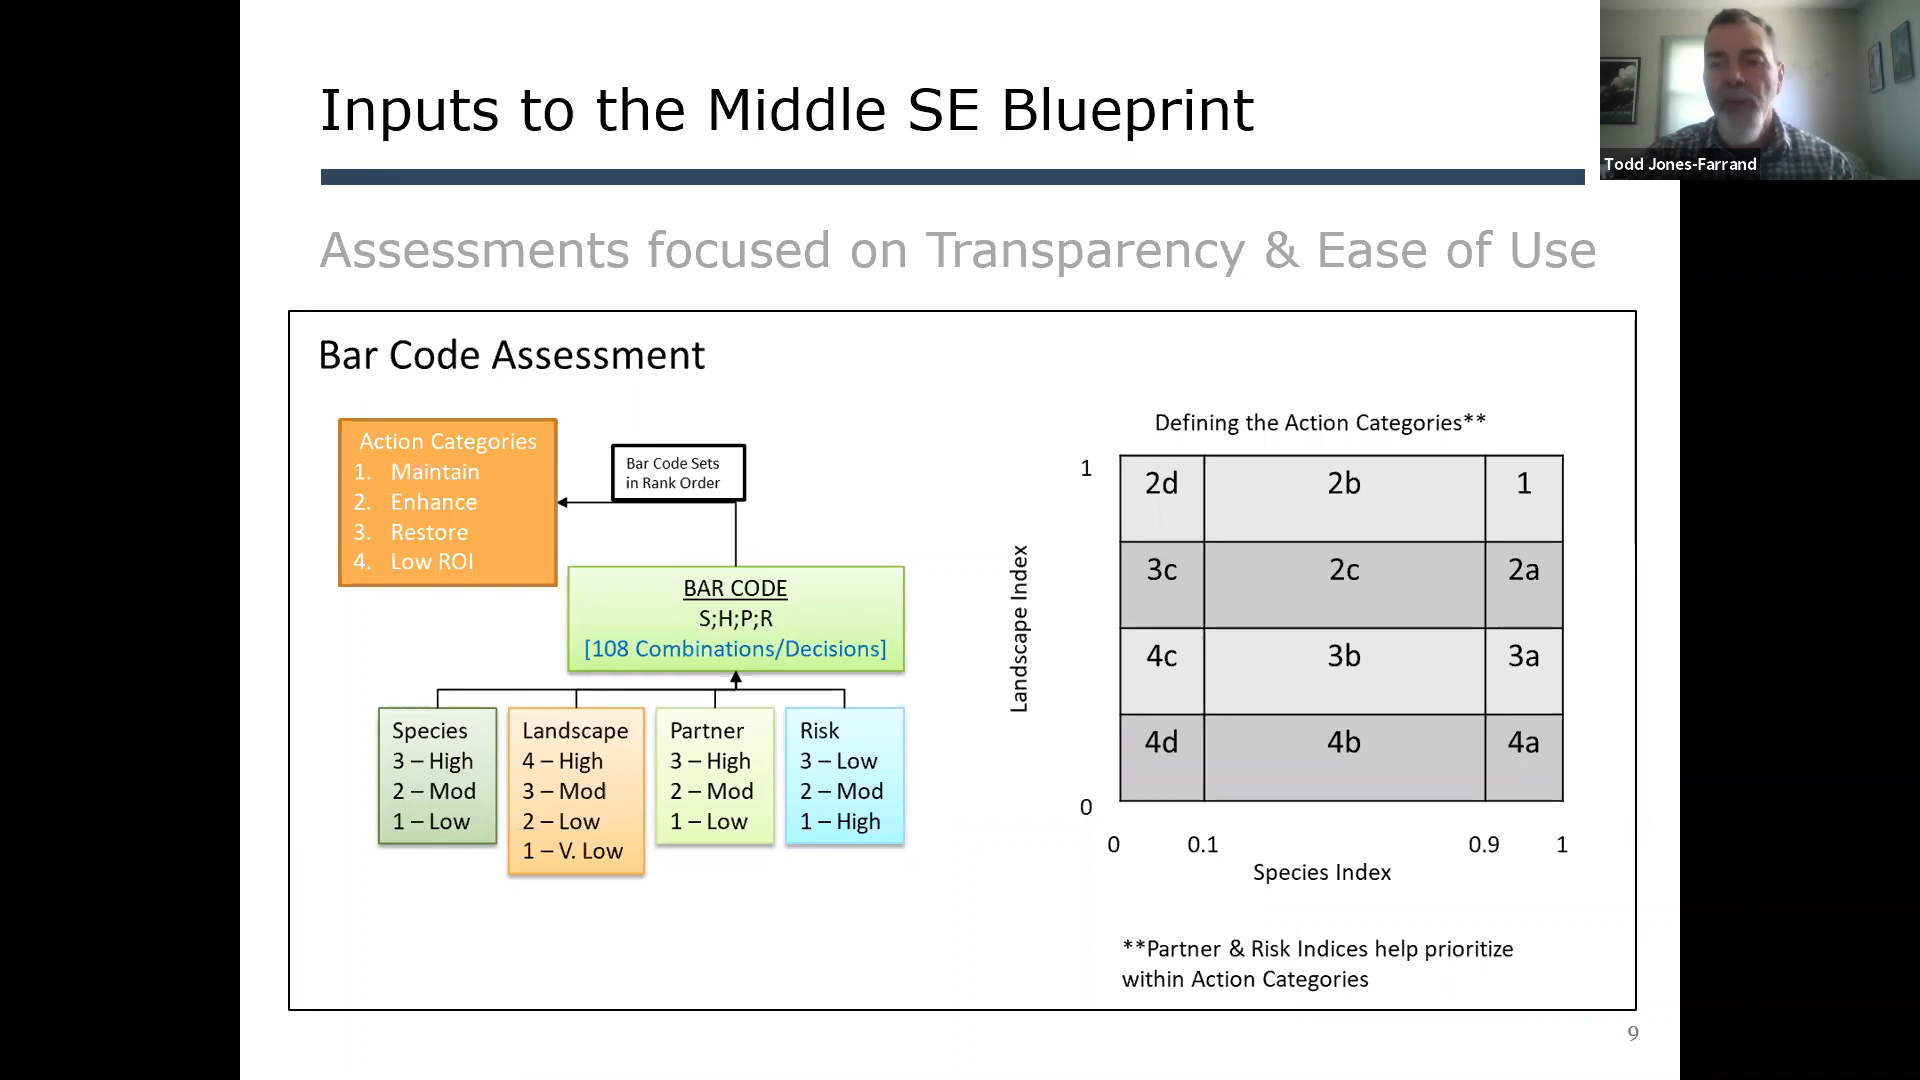 Inputs to the Middle SE Blueprint
Todd Jones-Farrand
Assessments focused on Transparency & Ease of Use
Bar Code Assessment
Action Categories
1. Maintain
2. Enhance
3. Restore
4. Low ROI
Bar Code Sets
in Rank Order
BAR CODE
S;H;P;R
[108 Combinations/Decisions]
Species
3 – High
2 – Mod
1 – Low
Landscape
4 – High
3 – Mod
2 – Low
1 – V. Low
Partner
3 – High
2 – Mod
1 – Low
Risk
3 – Low
2 – Mod
1 – High
Defining the Action Categories**
Landscape Index
1
2d 2b 1
3c 2c 2a
4c 3b 3a
4d 4b 4a
0
0 0.1 0.9 1
Species Index
**Partner & Risk Indices help prioritize
within Action Categories
9